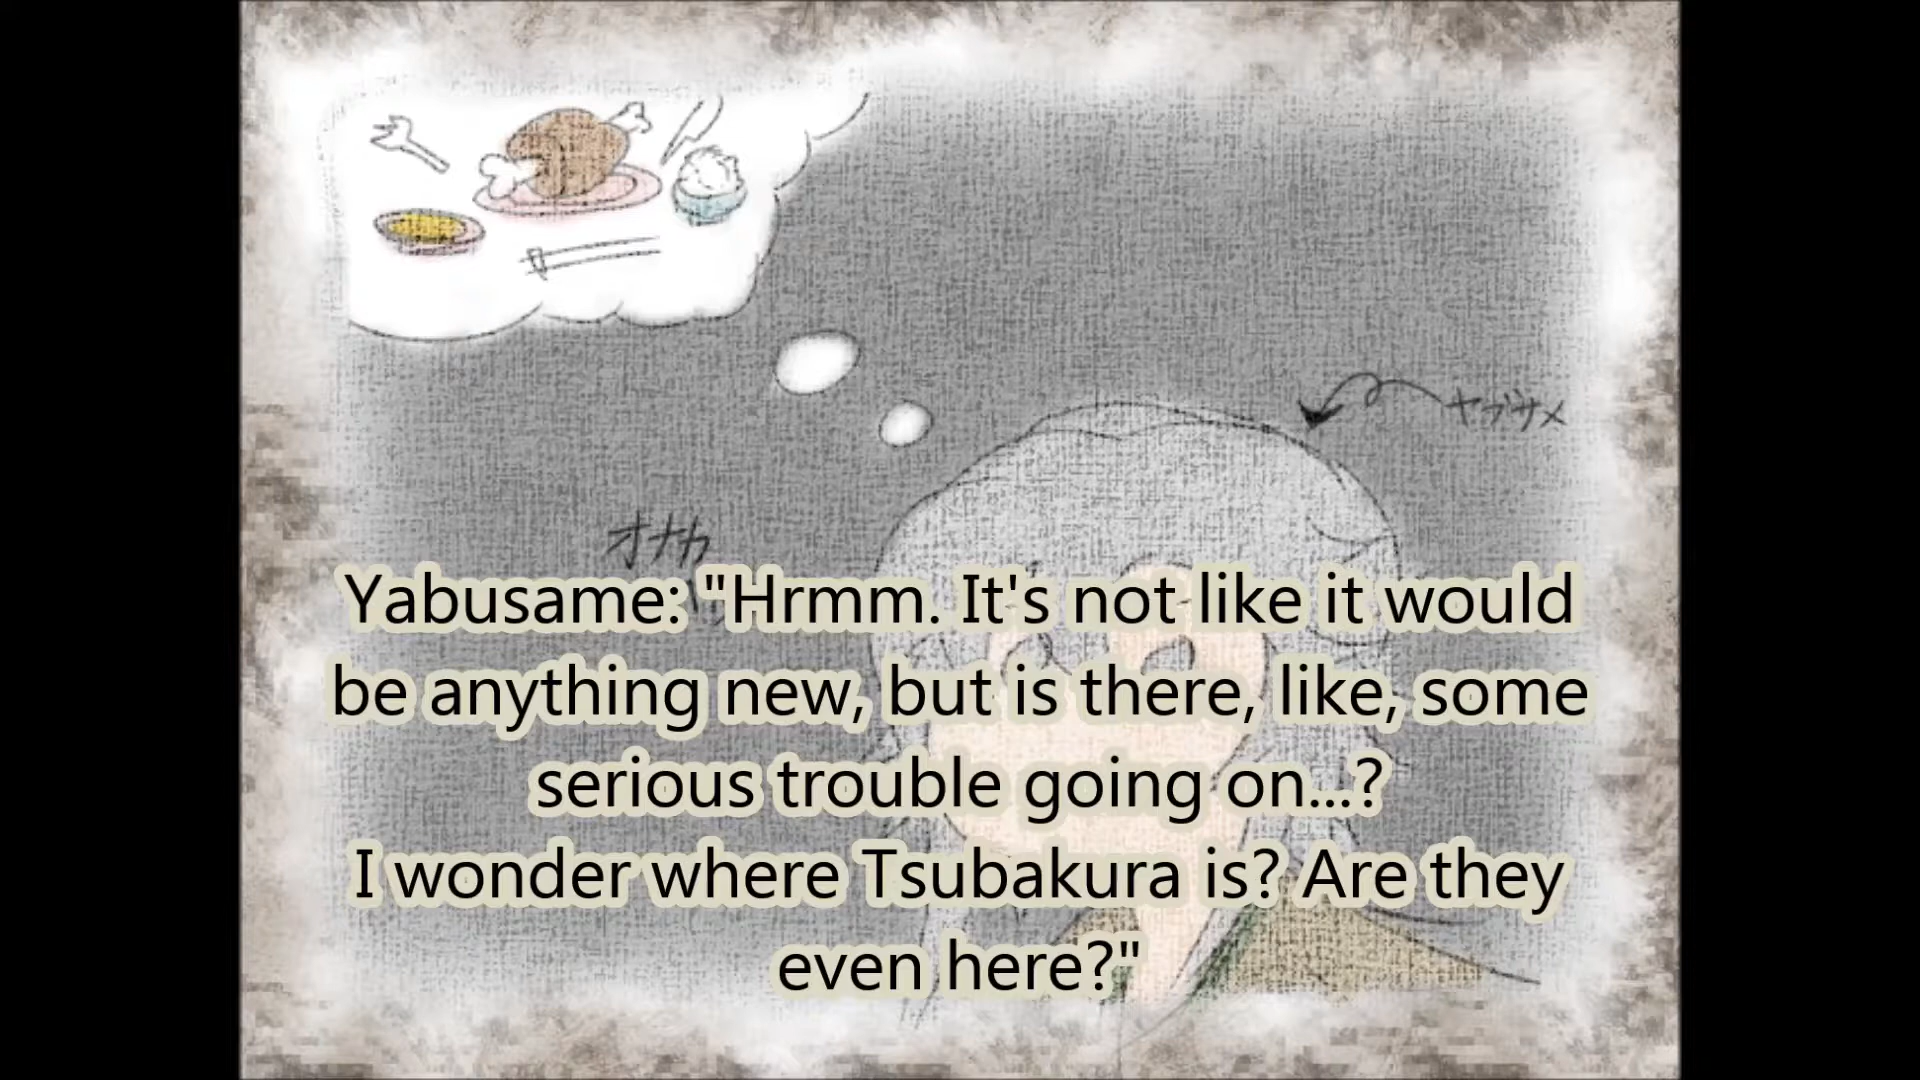 ヤブサメ
オナカ
Yabusame: "Hrmm. It's not like it would
be anything new, but is there, like, some
serious trouble going on...?
I wonder where Tsubakura is? Are they
even here?"